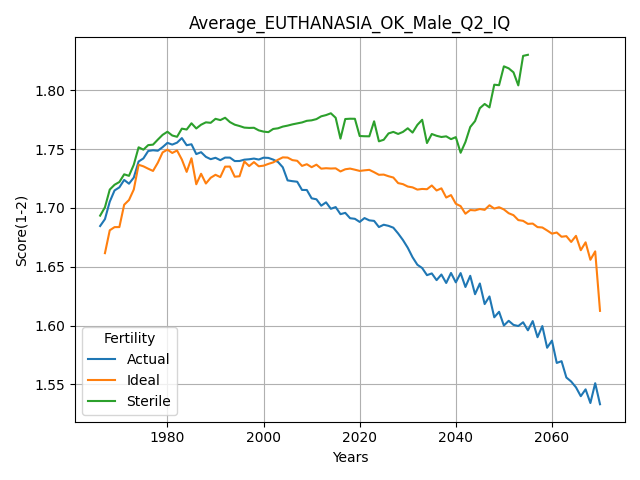 Average_EUTHANASIA_OK_Male_Q2_IQ
Score(1-2)
1.80
1.75
1.70
1.65
1.60
1.55
Fertility
Actual
Ideal
Sterile
1980 2000 2020 2040 2060
Years